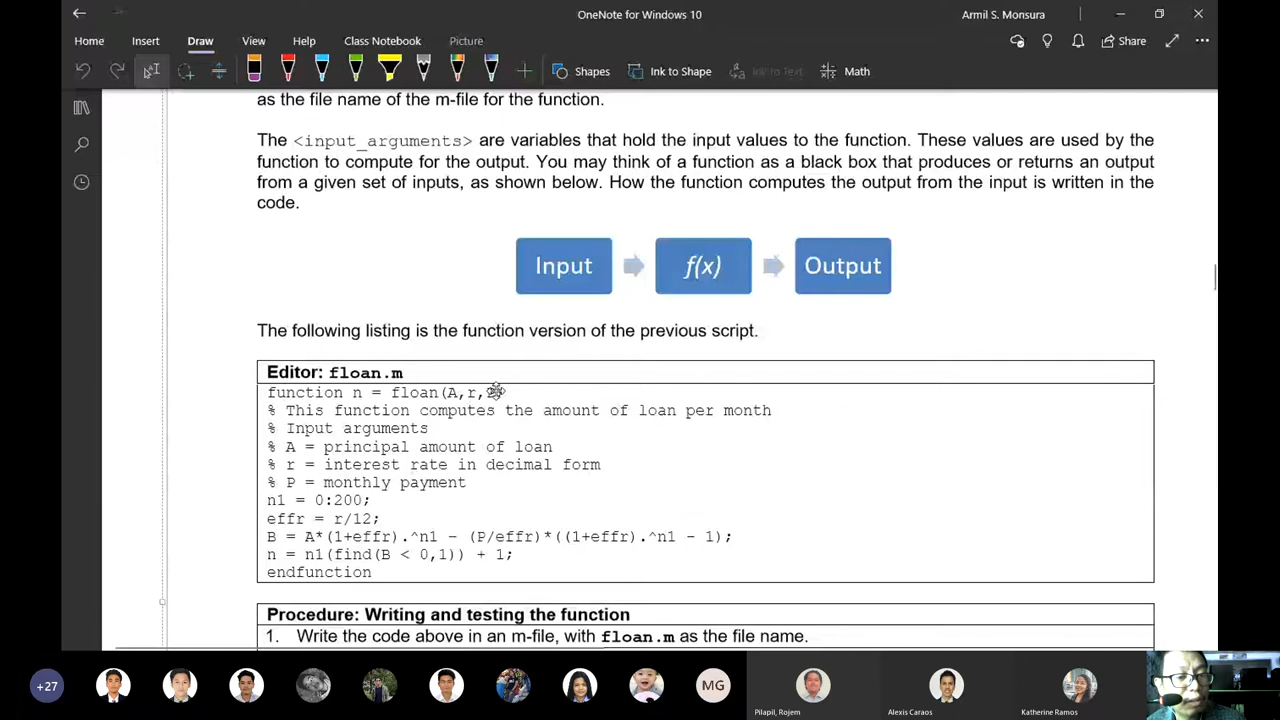 OneNote for Windows 10
Armil S. Monsura
Home
Insert
Draw
View
Help
Class Notebook
Picture
Share
Shapes
Ink to Shape
Ink to Text
Math
as the file name of the m-file for the function.
The <input_arguments> are variables that hold the input values to the function. These values are used by the
function to compute for the output. You may think of a function as a black box that produces or returns an output
from a given set of inputs, as shown below. How the function computes the output from the input is written in the
code.
Input
f(x)
Output
The following listing is the function version of the previous script.
Editor: floan.m
function n = floan(A,r,
% This function computes the amount of loan per month
% Input arguments
% A = principal amount of loan
% r = interest rate in decimal form
% P = monthly payment
n1 = 0:200;
effr = r/12;
B = A*(1+effr).^n1 - (P/effr)*((1+effr).^n1 - 1);
n = n1(find(B < 0,1)) + 1;
endfunction
Procedure: Writing and testing the function
1. Write the code above in an m-file, with floan.m as the file name.
+27
MG
Pilapil, Rojem
Alexis Caraos
Katherine Ramos